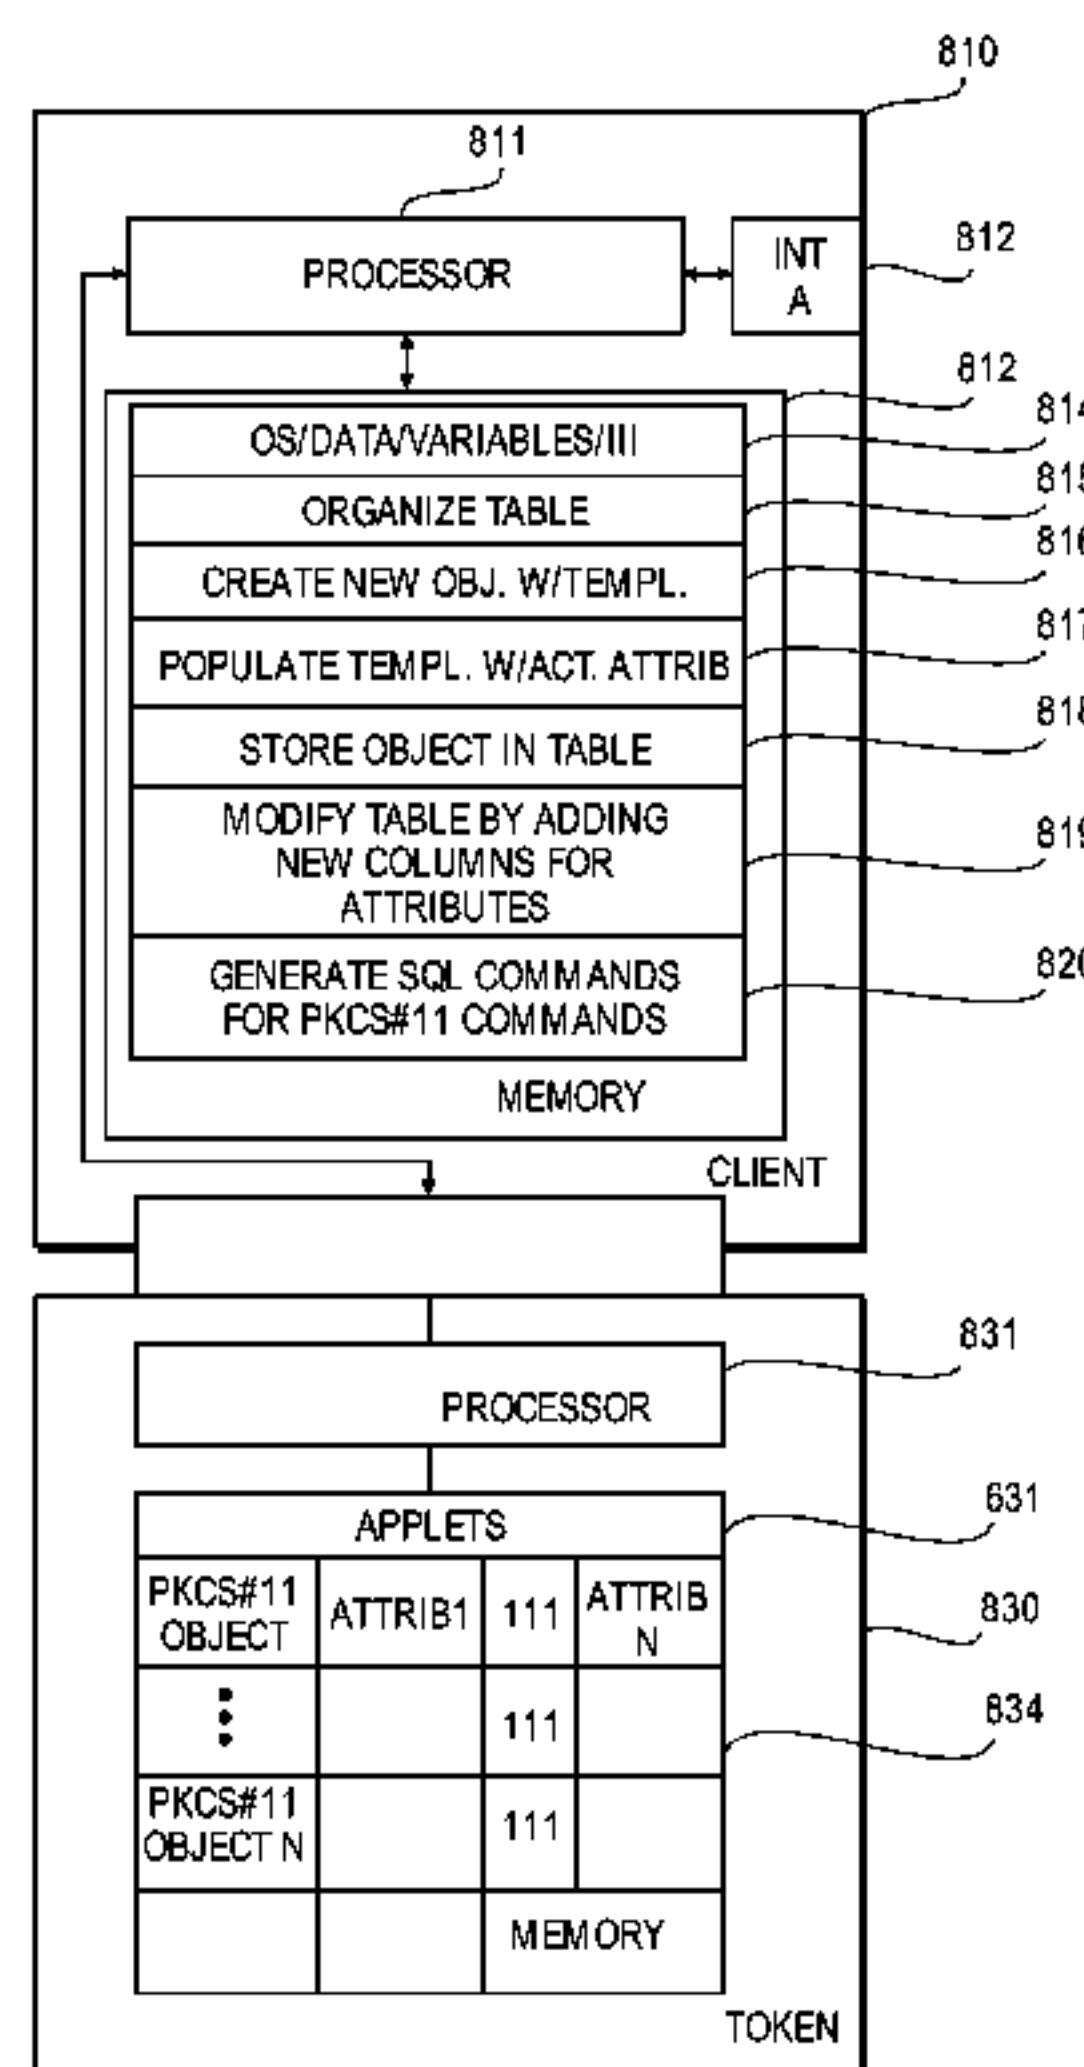 810
811
PROCESSOR
INT
A
812
812
OS/DATA/VARIABLES/III
814
ORGANIZE TABLE
815
CREATE NEW OBJ. W/TEMPL.
816
POPULATE TEMPL. W/ACT. ATTRIB
817
STORE OBJECT IN TABLE
818
MODIFY TABLE BY ADDING
NEW COLUMNS FOR
ATTRIBUTES
819
GENERATE SQL COMMANDS
FOR PKCS#11 COMMANDS
820
MEMORY
CLIENT
PROCESSOR
831
APPLETS
631
PKCS#11
OBJECT
ATTRIB1
111
ATTRIB
N
830
111
834
PKCS#11
OBJECT N
111
MEMORY
TOKEN